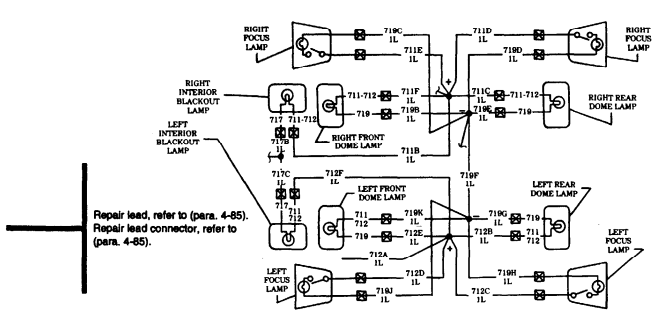 RIGHT
FOCUS
LAMP
719C
1L
711D
1L
RIGHT
FOCUS
LAMP
711E
1L
719D
1L
RIGHT
INTERIOR
BLACKOUT
LAMP
711-712
711F
1L
711C
1L
711-712
719
719B
1L
719E
1L
719
RIGHT REAR
DOME LAMP
717
711-712
LEFT
INTERIOR
BLACKOUT
LAMP
717B
1L
RIGHT FRONT
DOME LAMP
711B
1L
717C
1L
712F
1L
719F
1L
LEFT FRONT
DOME LAMP
LEFT REAR
DOME LAMP
717
711
712
711
712
719K
1L
719G
1L
719
719
712E
1L
712B
1L
711
712
Repair lead, refer to (para. 4-85).
Repair lead connector, refer to
(para. 4-85).
712A
1L
LEFT
FOCUS
LAMP
LEFT
FOCUS
LAMP
712D
1L
719H
1L
719J
1L
712C
1L